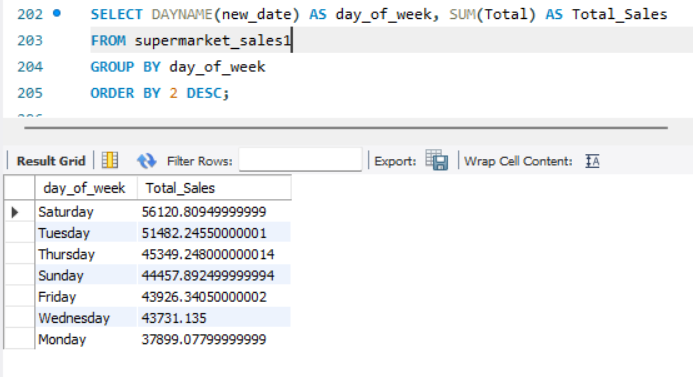 202 SELECT DAYNAME(new_date) AS day_of_week, SUM(Total) AS Total_Sales
203 FROM supermarket_sales1
204 GROUP BY day_of_week
205 ORDER BY 2 DESC;
Result Grid Filter Rows: Export: Wrap Cell Content: IA
day_of_week Total_Sales
Saturday 56120.80949999999
Tuesday 51482.24550000001
Thursday 45349.248000000014
Sunday 44457.892499999994
Friday 43926.34050000002
Wednesday 43731.135
Monday 37899.07799999999